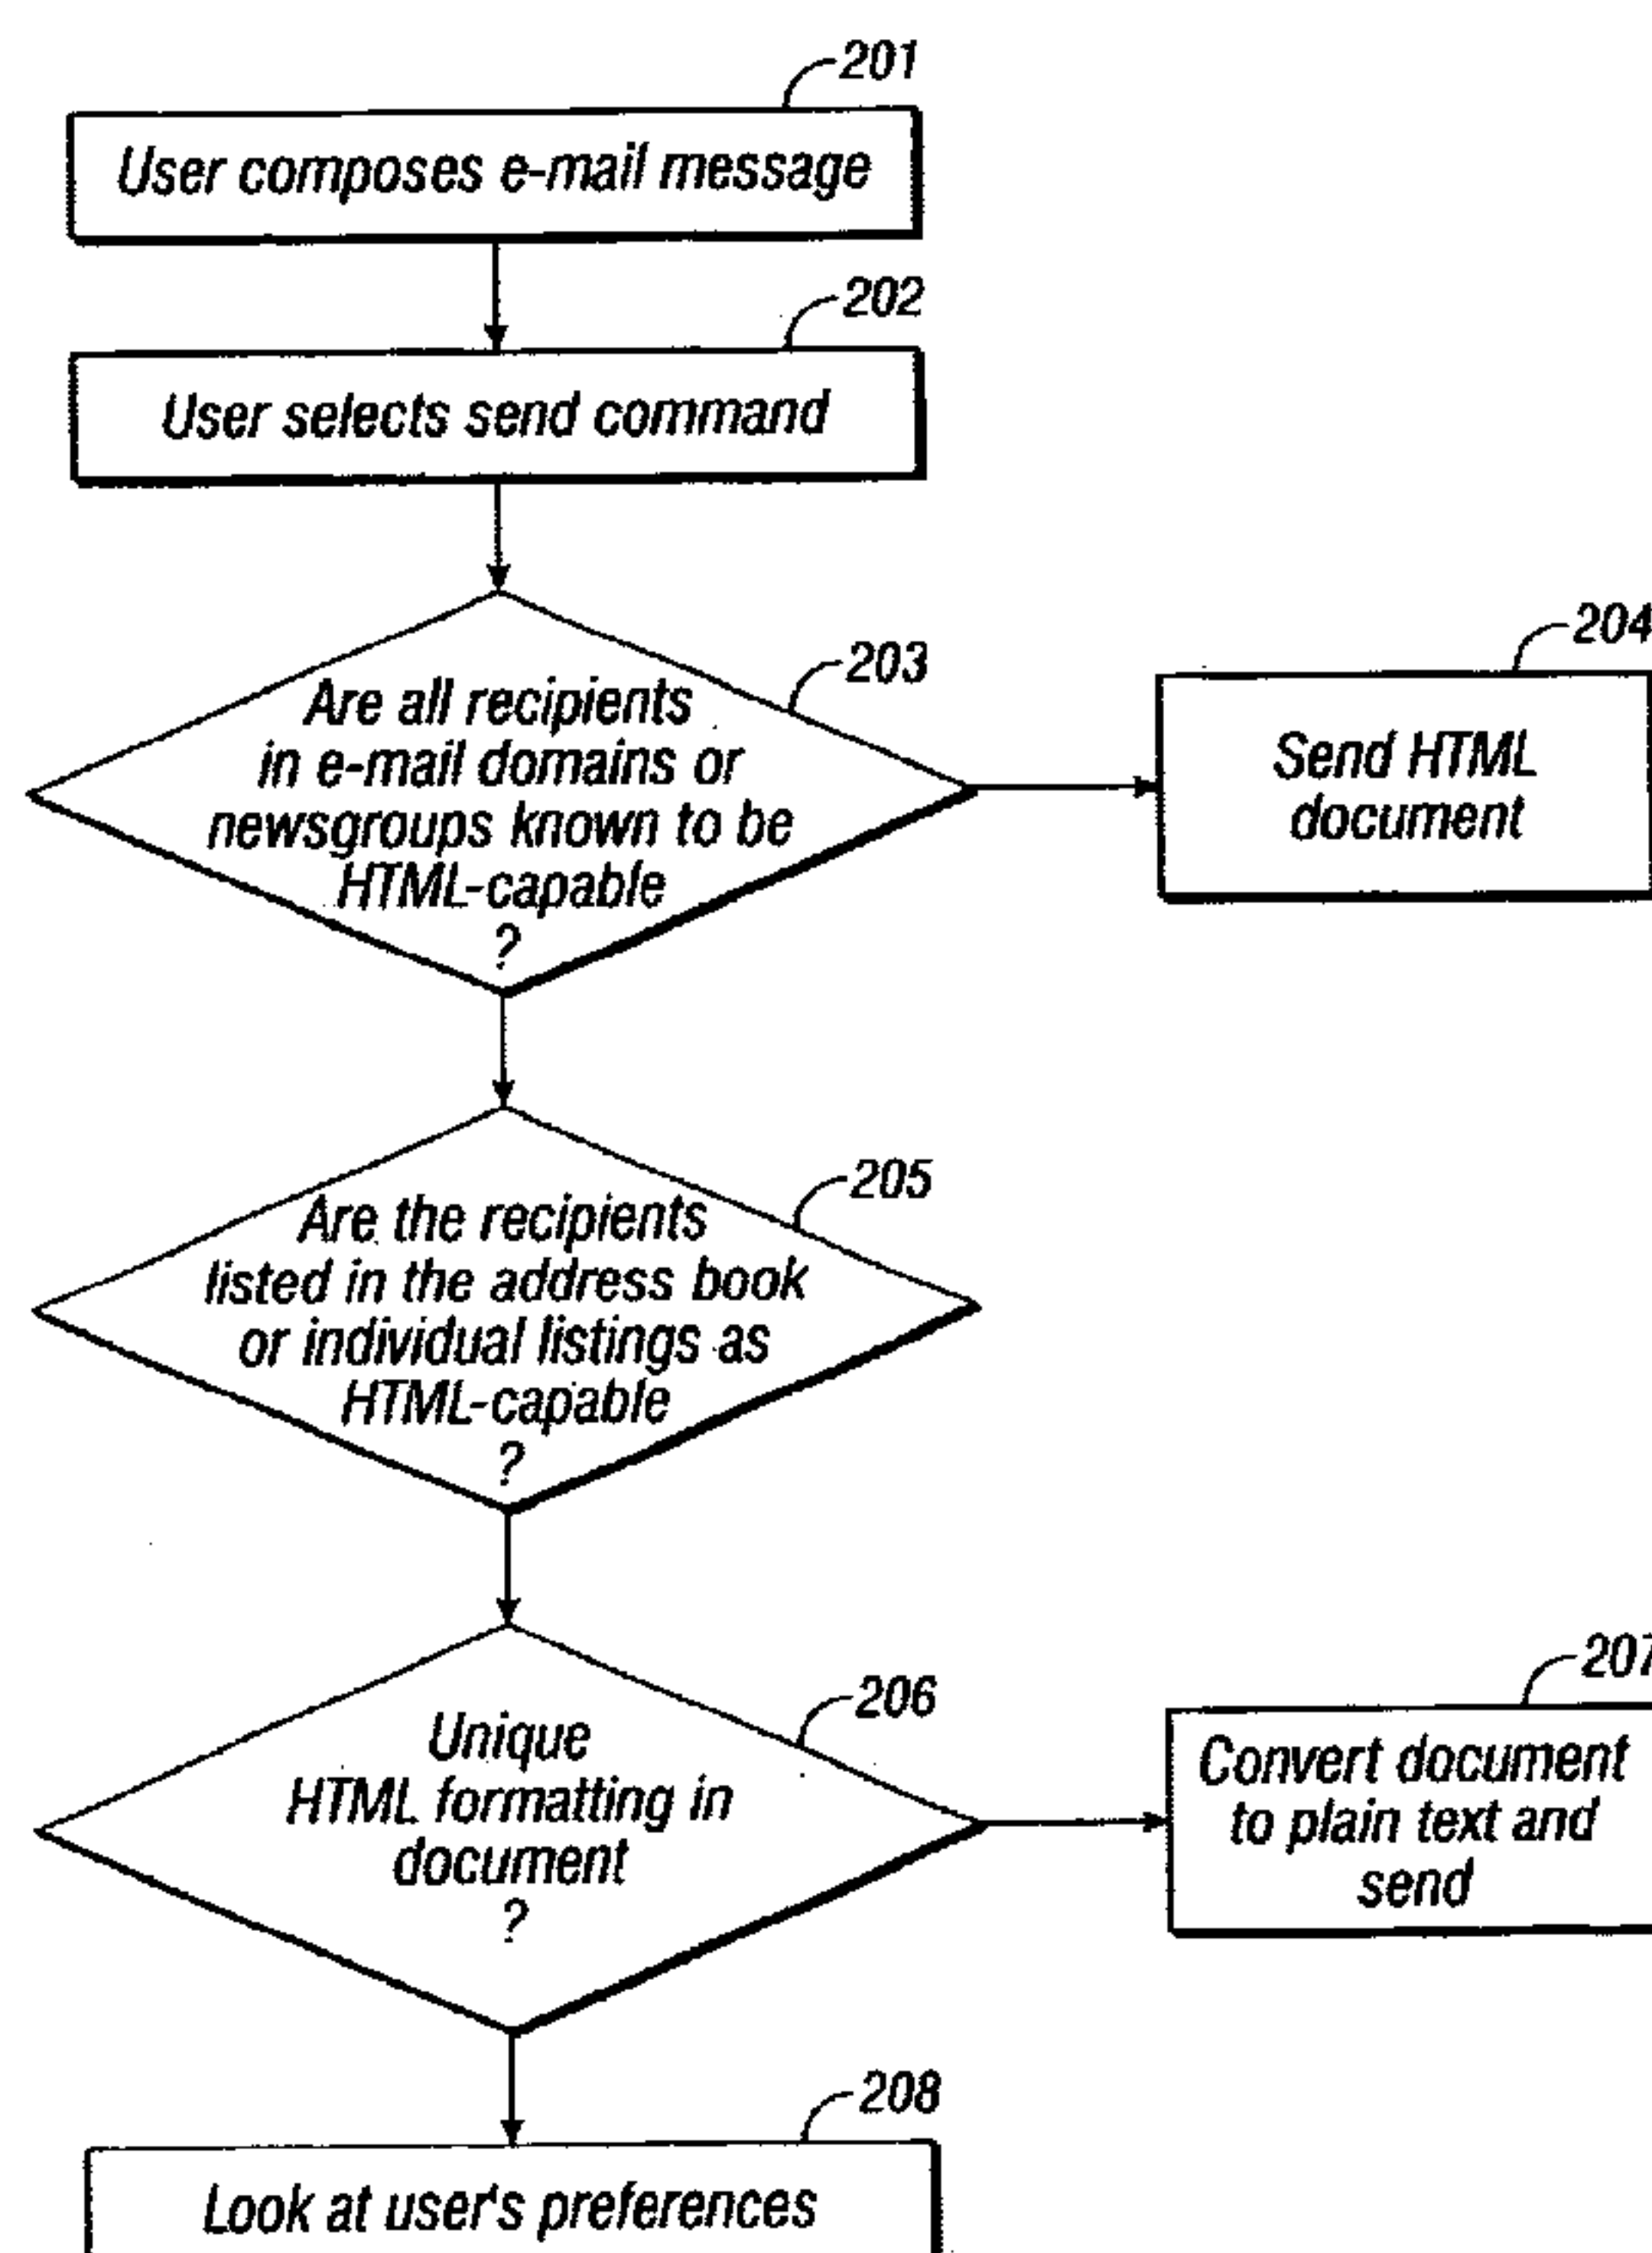 201
User composes e-mail message
202
User selects send command
203
Are all recipients
in e-mail domains or
newsgroups known to be
HTML-capable
?
204
Send HTML
document
205
Are the recipients
listed in the address book
or individual listings as
HTML-capable
?
206
Unique
HTML formatting in
document
?
207
Convert document
to plain text and
send
208
Look at user's preferences